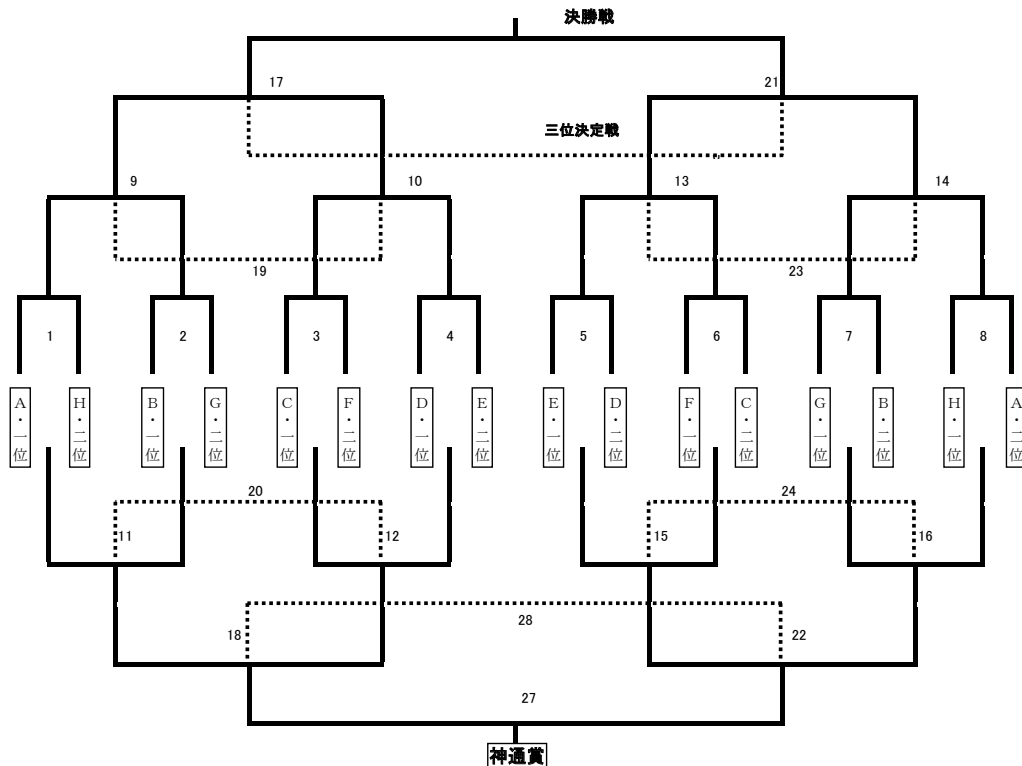 決勝戦
17
21
三位決定戦
9
10
13
14
19
23
1
2
3
4
5
6
7
8
A・一位
H・二位
B・一位
G・二位
C・一位
F・二位
D・一位
E・二位
E・一位
D・二位
F・一位
C・二位
G・一位
B・二位
H・一位
A・二位
20
24
11
12
15
16
28
18
22
27
神通賞